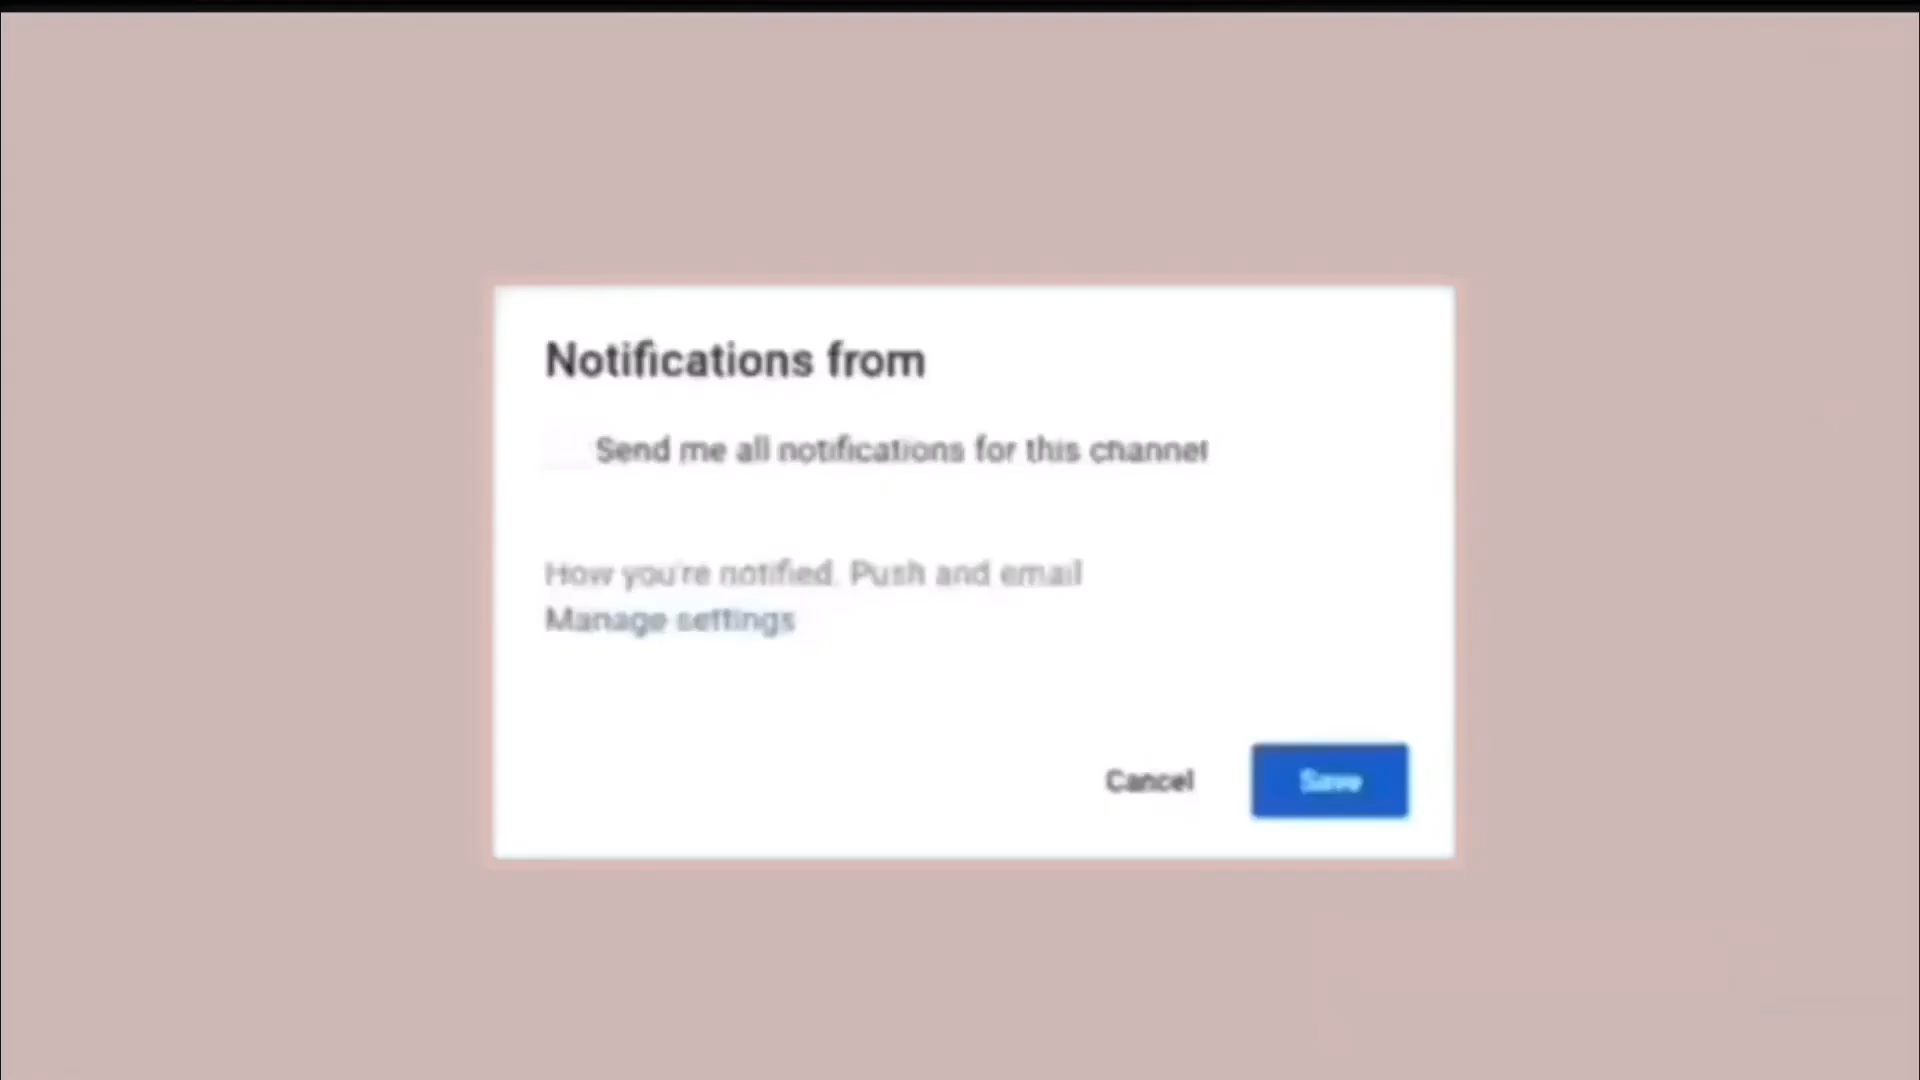 Notifications from
Send me all notifications for this channel
How you're notified. Push and email
Manage settings
Cancel
Save